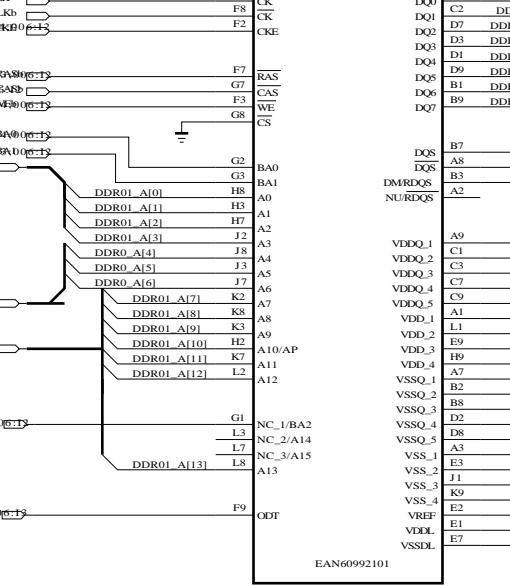 CK
DQ0
F8 CK DQ1 C2
F2 CKE DQ2 D7
DQ3 D3
DQ4 D1
F7 RAS DQ5 D9
G7 CAS DQ6 B1
F3 WE DQ7 B9
G8 CS
DQS B7
G2 BA0 DQS A8
G3 BA1 DM/RDQS B3
DDR01_A[0] H8 A0 NU/RDQS A2
DDR01_A[1] H3 A1
DDR01_A[2] H7 A2
DDR01_A[3] J2 A3 VDDQ_1 A9
DDR0_A[4] J8 A4 VDDQ_2 C1
DDR0_A[5] J3 A5 VDDQ_3 C3
DDR0_A[6] J7 A6 VDDQ_4 C7
DDR01_A[7] K2 A7 VDDQ_5 C9
DDR01_A[8] K8 A8 VDD_1 A1
DDR01_A[9] K3 A9 VDD_2 L1
DDR01_A[10] H2 A10/AP VDD_3 E9
DDR01_A[11] K7 A11 VDD_4 H9
DDR01_A[12] L2 A12 VSSQ_1 A7
VSSQ_2 B2
VSSQ_3 B8
G1 NC_1/BA2 VSSQ_4 D2
L3 NC_2/A14 VSSQ_5 D8
L7 NC_3/A15 VSS_1 A3
DDR01_A[13] L8 A13 VSS_2 E3
VSS_3 J1
VSS_4 K9
F9 ODT VREF E2
VDDL E1
VSSDL E7
EAN60992101